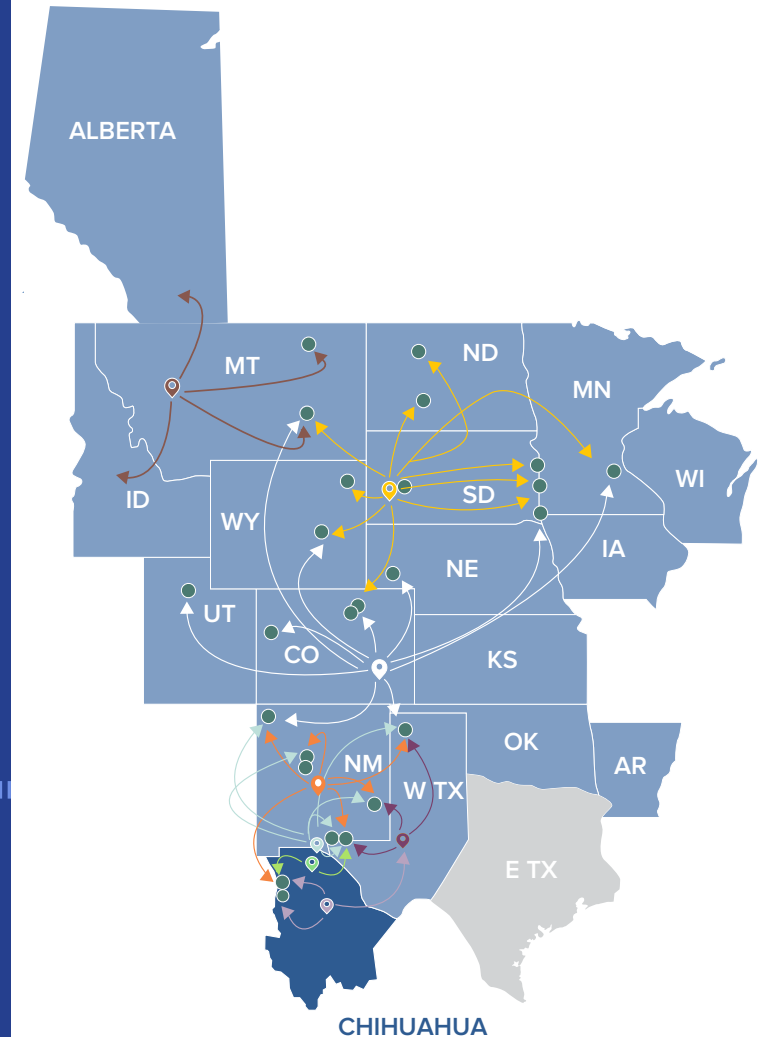 ALBERTA
MT
ND
MN
WI
ID
WY
SD
IA
NE
UT
CO
KS
NM
W TX
OK
AR
E TX
CHIHUAHUA